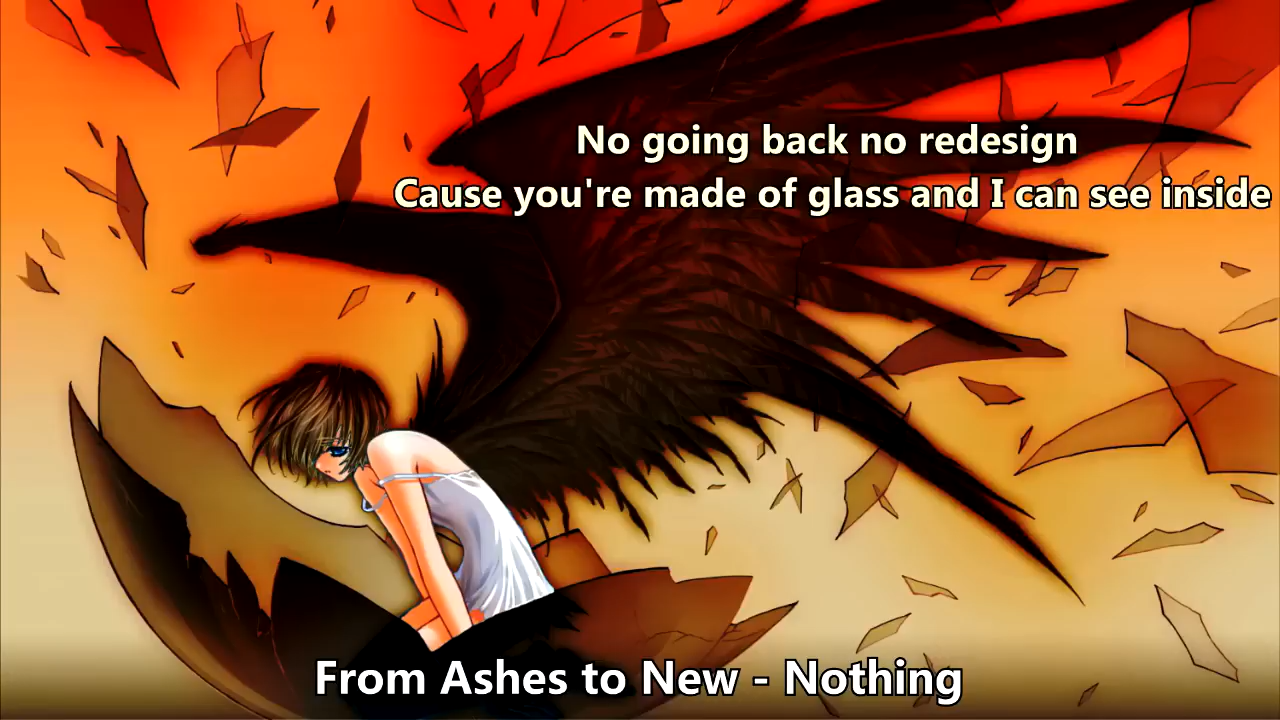 No going back no redesign
Cause you're made of glass and I can see inside
From Ashes to New - Nothing